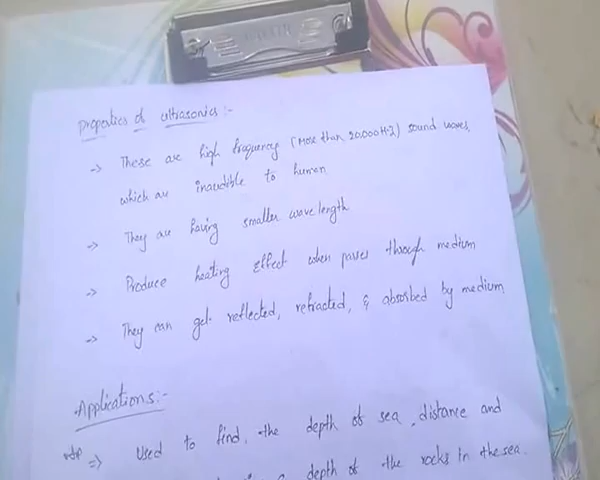 Properties of ultrasonics :-
-> These are high frequency (More than 20,000 HZ) sound waves,
which are inaudible to human
-> They are having smaller wave length
-> Produce heating Effect when passes through medium
-> They can get reflected, refracted, & absorbed by medium
Applications:-
=> Used to find, the depth of sea, distance and
depth of the rocks in the sea.